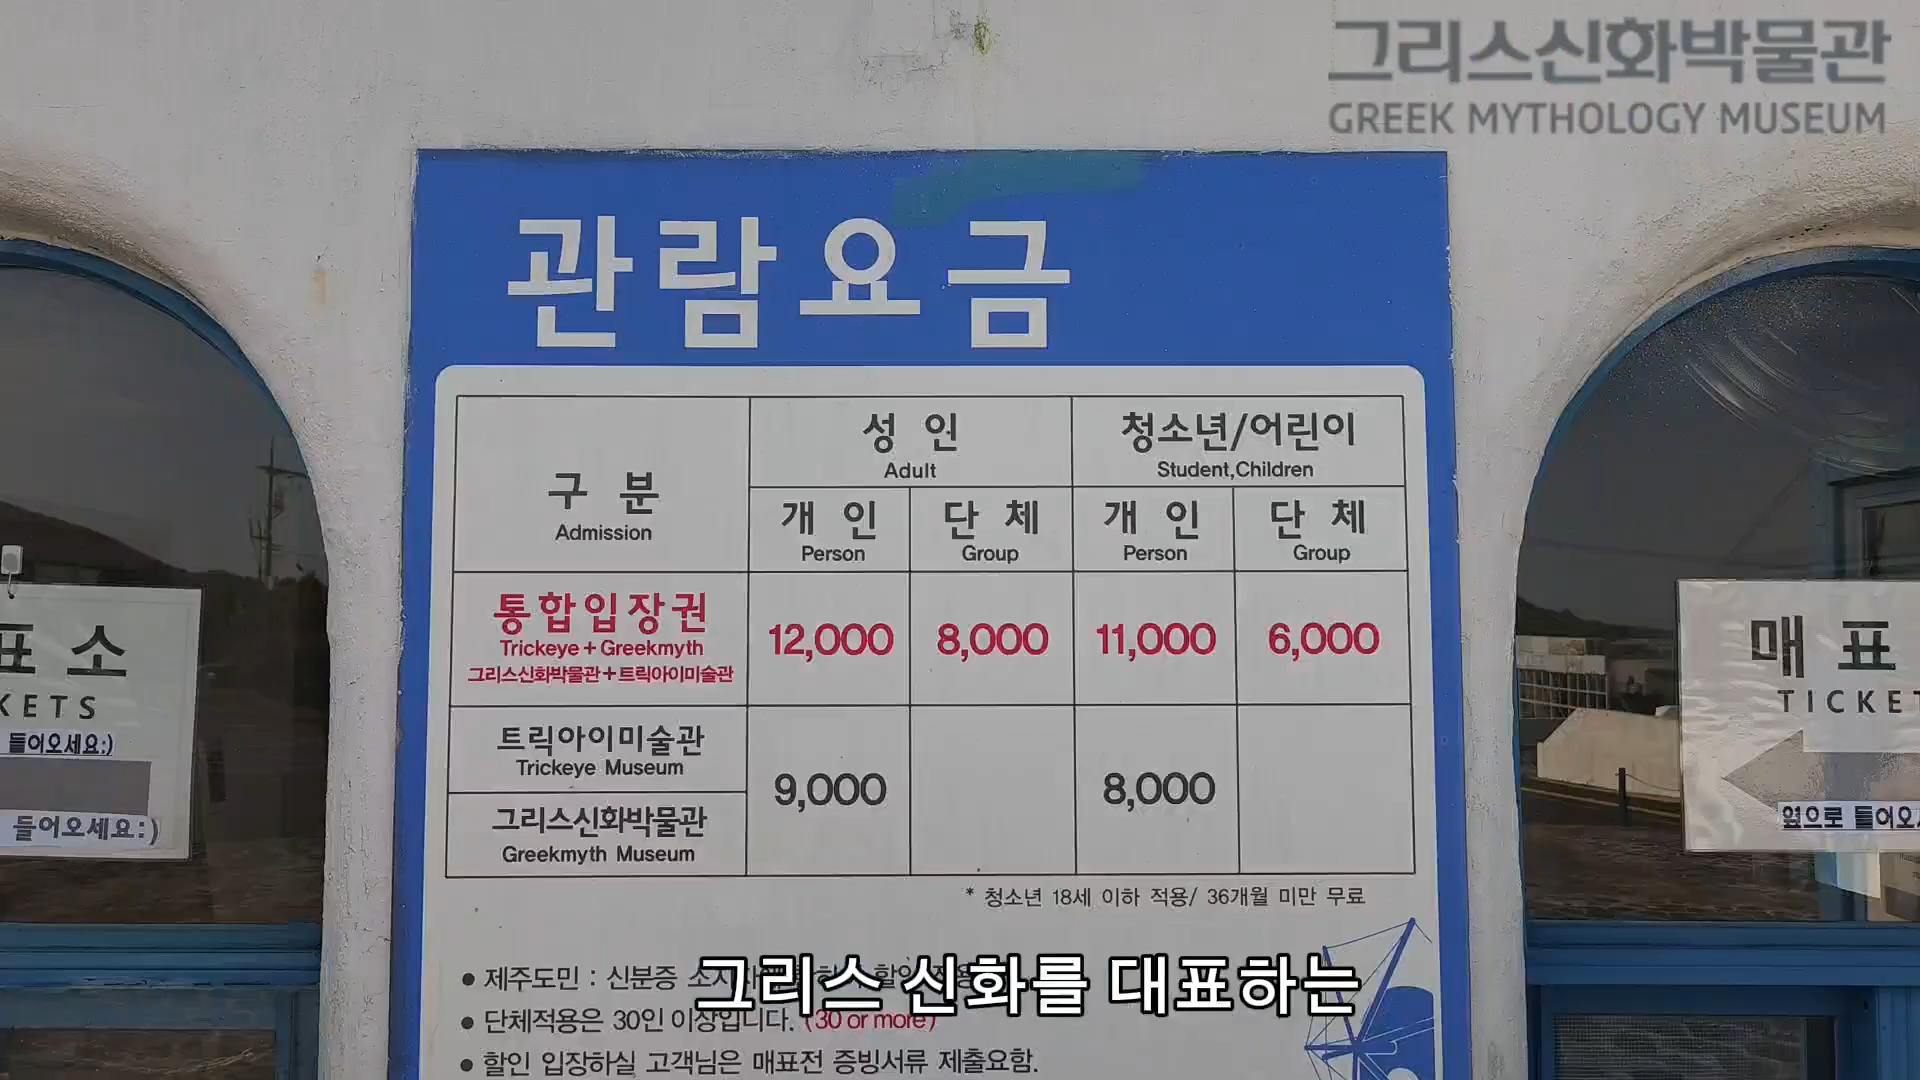 그리스신화박물관
GREEK MYTHOLOGY MUSEUM
관람요금
구 분
Admission
성 인
Adult
청소년/어린이
Student,Children
개 인
Person
단 체
Group
개 인
Person
단 체
Group
통합입장권
Trickeye+Greekmyth
그리스신화박물관+트릭아이미술관
12,000
8,000
11,000
6,000
트릭아이미술관
Trickeye Museum
그리스신화박물관
Greekmyth Museum
9,000
8,000
* 청소년 18세 이하 적용/ 36개월 미만 무료
• 제주도민 : 신분증
• 단체적용은 30인 이상입니다. (30 or more)
• 할인 입장하실 고객님은 매표전 증빙서류 제출요함.
그리스 신화를 대표하는
표 소
KETS
들어오세요:)
들어오세요:)
매 표
TICKET
옆으로 들어오